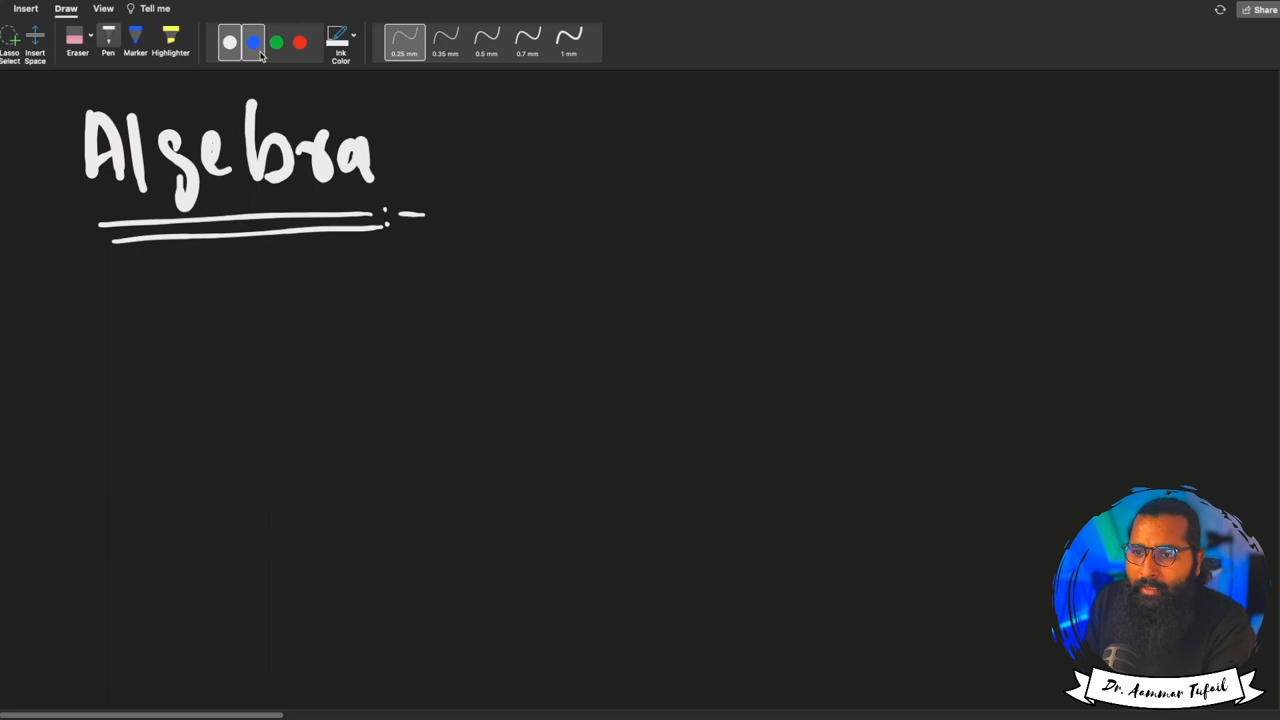 Insert Draw View Tell me Share
Lasso Select Insert Space Eraser Pen Marker Highlighter Ink Color 0.25 mm 0.35 mm 0.5 mm 0.7 mm 1 mm
Algebra :-
Dr. Aammar Tufail